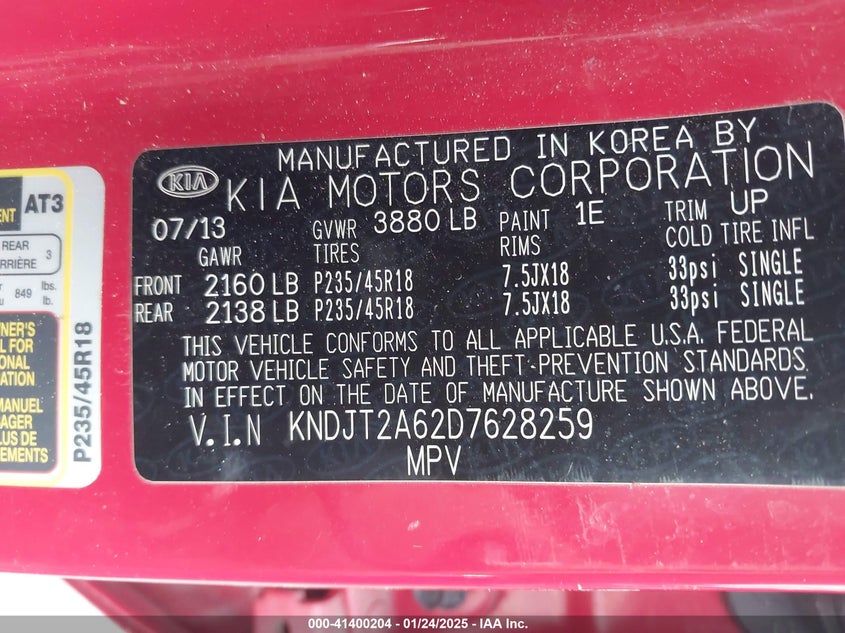 MANUFACTURED IN KOREA BY
KIA KIA MOTORS CORPORATION
07/13 GVWR 3880 LB PAINT 1E TRIM UP
GAWR TIRES RIMS COLD TIRE INFL
FRONT 2160 LB P235/45R18 7.5JX18 33psi SINGLE
REAR 2138 LB P235/45R18 7.5JX18 33psi SINGLE
THIS VEHICLE CONFORMS TO ALL APPLICABLE U.S.A. FEDERAL
MOTOR VEHICLE SAFETY AND THEFT-PREVENTION STANDARDS
IN EFFECT ON THE DATE OF MANUFACTURE SHOWN ABOVE.
V.I.N KNDJT2A62D7628259
MPV
AT3
REAR
3
849 lbs.
lb.
P235/45R18
MANUEL
000-41400204 - 01/24/2025 - IAA Inc.